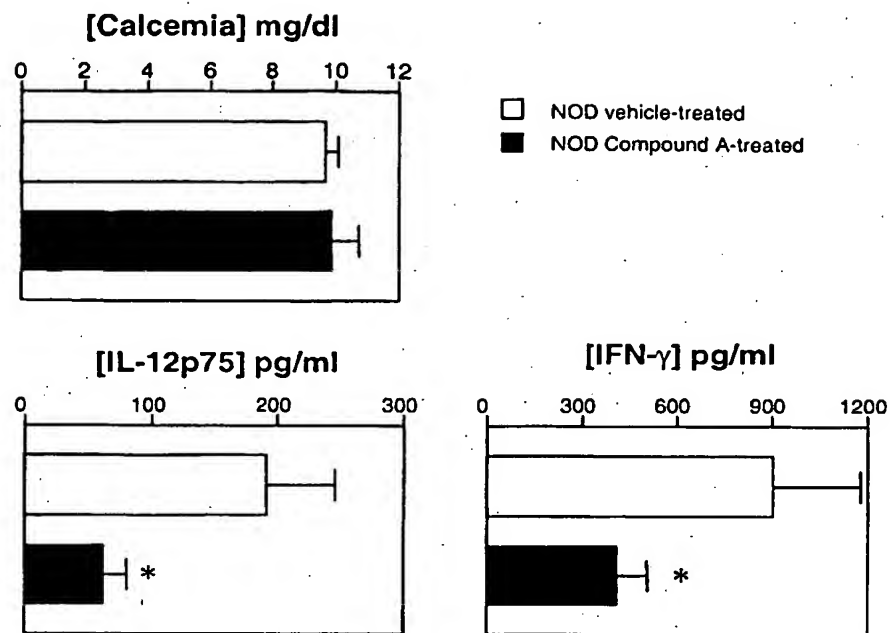 [Calcemia] mg/dl
0 2 4 6 8 10 12
NOD vehicle-treated
NOD Compound A-treated
[IL-12p75] pg/ml
0 100 200 300
*
[IFN-γ] pg/ml
0 300 600 900 1200
*